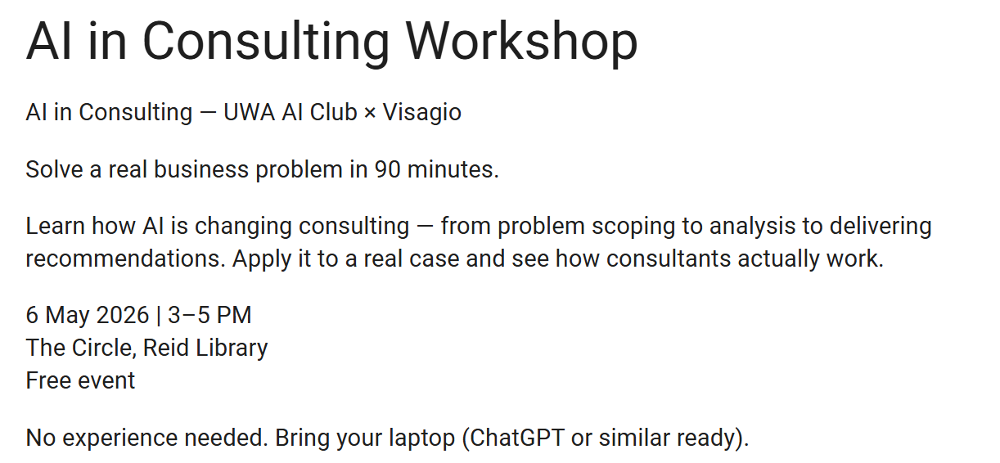 AI in Consulting Workshop
AI in Consulting — UWA AI Club × Visagio
Solve a real business problem in 90 minutes.
Learn how AI is changing consulting — from problem scoping to analysis to delivering
recommendations. Apply it to a real case and see how consultants actually work.
6 May 2026 | 3–5 PM
The Circle, Reid Library
Free event
No experience needed. Bring your laptop (ChatGPT or similar ready).